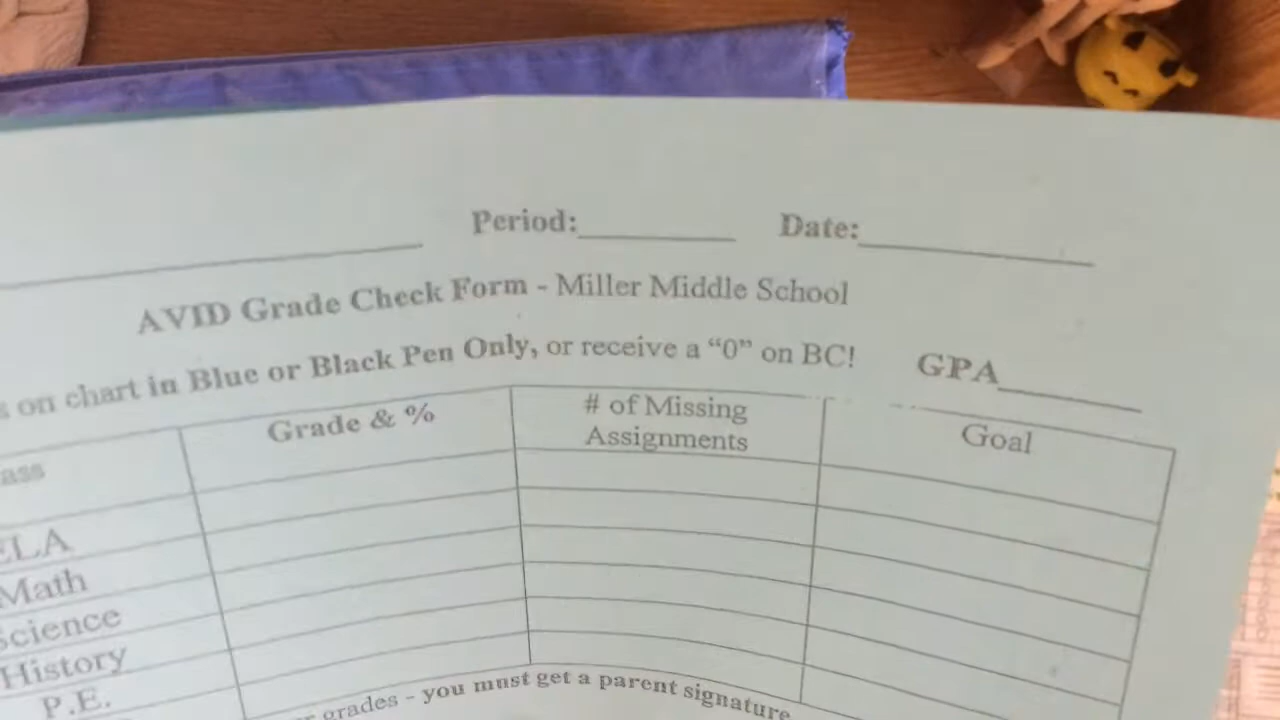 Period: Date:
AVID Grade Check Form - Miller Middle School
on chart in Blue or Black Pen Only, or receive a “0” on BC! GPA
Grade & % # of Missing Assignments Goal
ELA
Math
Science
History
P.E.
grades - you must get a parent signature